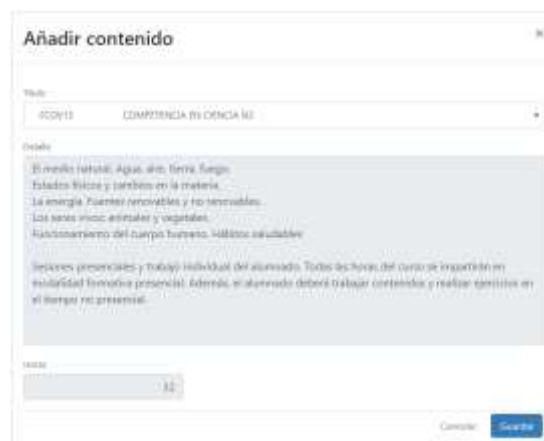 Añadir contenido
×
Título
FCOV13 COMPETENCIA EN CIENCIA N2
Detalle
El medio natural. Agua, aire, tierra, fuego.
Estados físicos y cambios en la materia.
La energía. Fuentes renovables y no renovables.
Los seres vivos: animales y vegetales.
Funcionamiento del cuerpo humano. Hábitos saludables
Sesiones presenciales y trabajo individual del alumnado. Todas las horas del curso se impartirán en
modalidad formativa presencial. Además, el alumnado deberá trabajar contenidos y realizar ejercicios en
el tiempo no presencial.
Horas
Cancelar Guardar